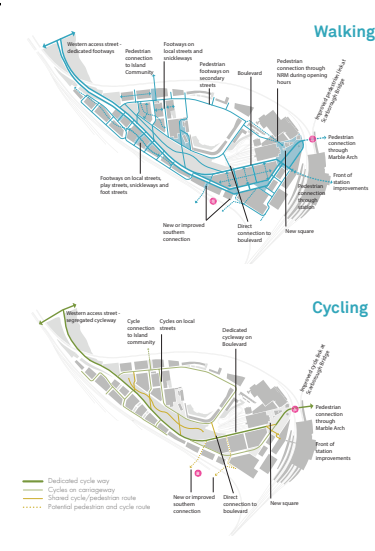 Walking
Western access street -
dedicated footways
Pedestrian
connection
to Island
Community
Footways on
local streets and
snickleways
Pedestrian
footways on
secondary
streets
Boulevard
Pedestrian
connection through
NRM during opening
hours
Improved pedestrian link at
Scarborough Bridge
Pedestrian
connection
through
Marble Arch
Front of
station
improvements
Pedestrian
connection
through
station
Footways on local streets,
play streets, snickleways and
foot streets
New or improved
southern
connection
Direct
connection to
boulevard
New square
Cycling
Western access street -
segregated cycleway
Cycle
connection
to Island
community
Cycles on local
streets
Dedicated
cycleway on
Boulevard
Improved cycle link at
Scarborough Bridge
Pedestrian
connection
through
Marble Arch
Front of
station
improvements
Dedicated cycle way
Cycles on carriageway
Shared cycle/pedestrian route
Potential pedestrian and cycle route
New or improved
southern
connection
Direct
connection to
boulevard
New square